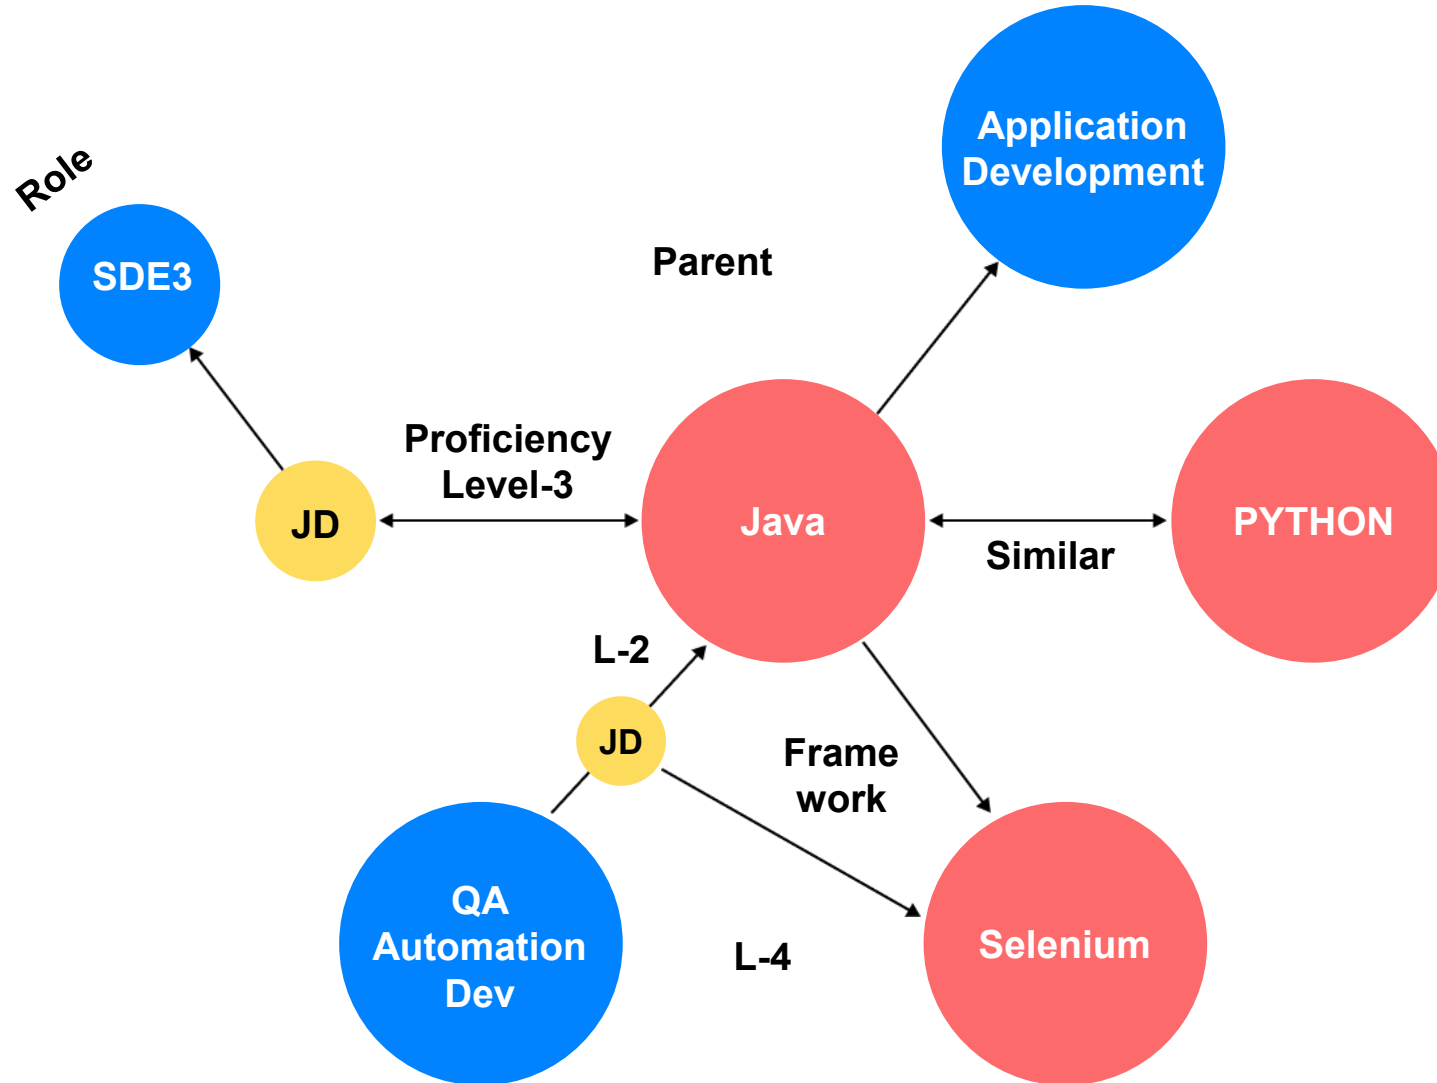 Application
Development
Role
Parent
SDE3
Proficiency
Level-3
JD
Java
PYTHON
Similar
L-2
JD
Frame
work
QA
Automation
Dev
Selenium
L-4